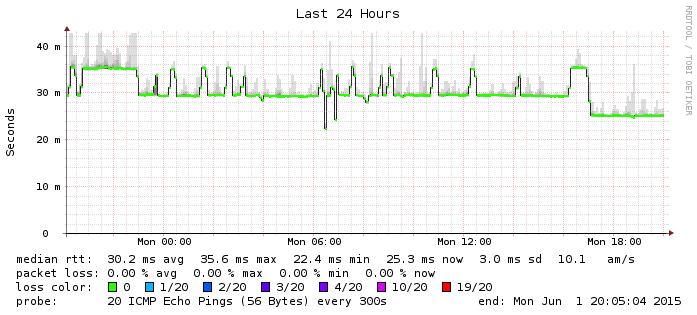 Last 24 Hours
RRDTOOL / TOBI OETIKER
Seconds
40 m
30 m
20 m
10 m
0
Mon 00:00 Mon 06:00 Mon 12:00 Mon 18:00
median rtt: 30.2 ms avg 35.6 ms max 22.4 ms min 25.3 ms now 3.0 ms sd 10.1 am/s
packet loss: 0.00 % avg 0.00 % max 0.00 % min 0.00 % now
loss color: 0 1/20 2/20 3/20 4/20 10/20 19/20
probe: 20 ICMP Echo Pings (56 Bytes) every 300s end: Mon Jun 1 20:05:04 2015